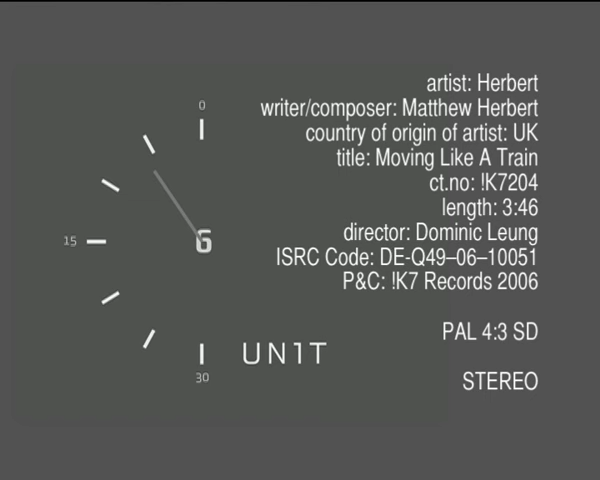 artist: Herbert
writer/composer: Matthew Herbert
country of origin of artist: UK
title: Moving Like A Train
ct.no: !K7204
length: 3:46
director: Dominic Leung
ISRC Code: DE-Q49–06–10051
P&C: !K7 Records 2006
PAL 4:3 SD
STEREO
0
15
6
30
UN1T